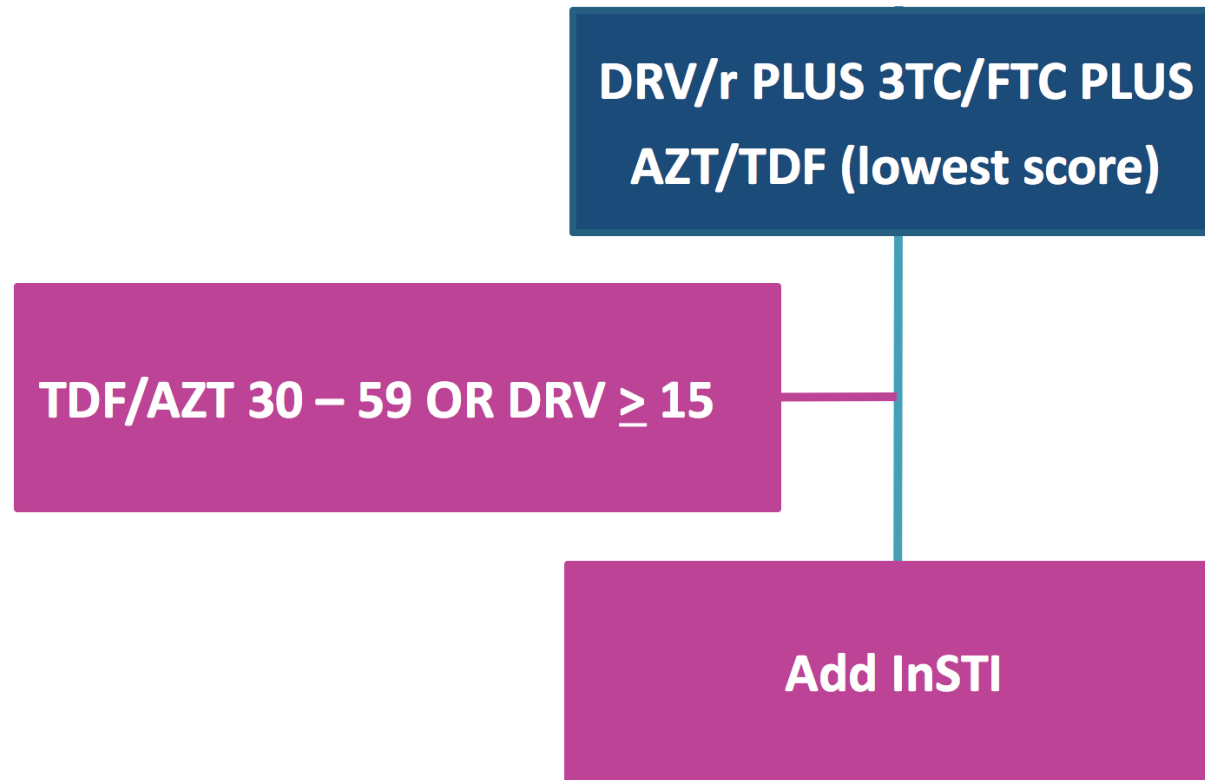 DRV/r PLUS 3TC/FTC PLUS
AZT/TDF (lowest score)
TDF/AZT 30 – 59 OR DRV ≥ 15
Add InSTI